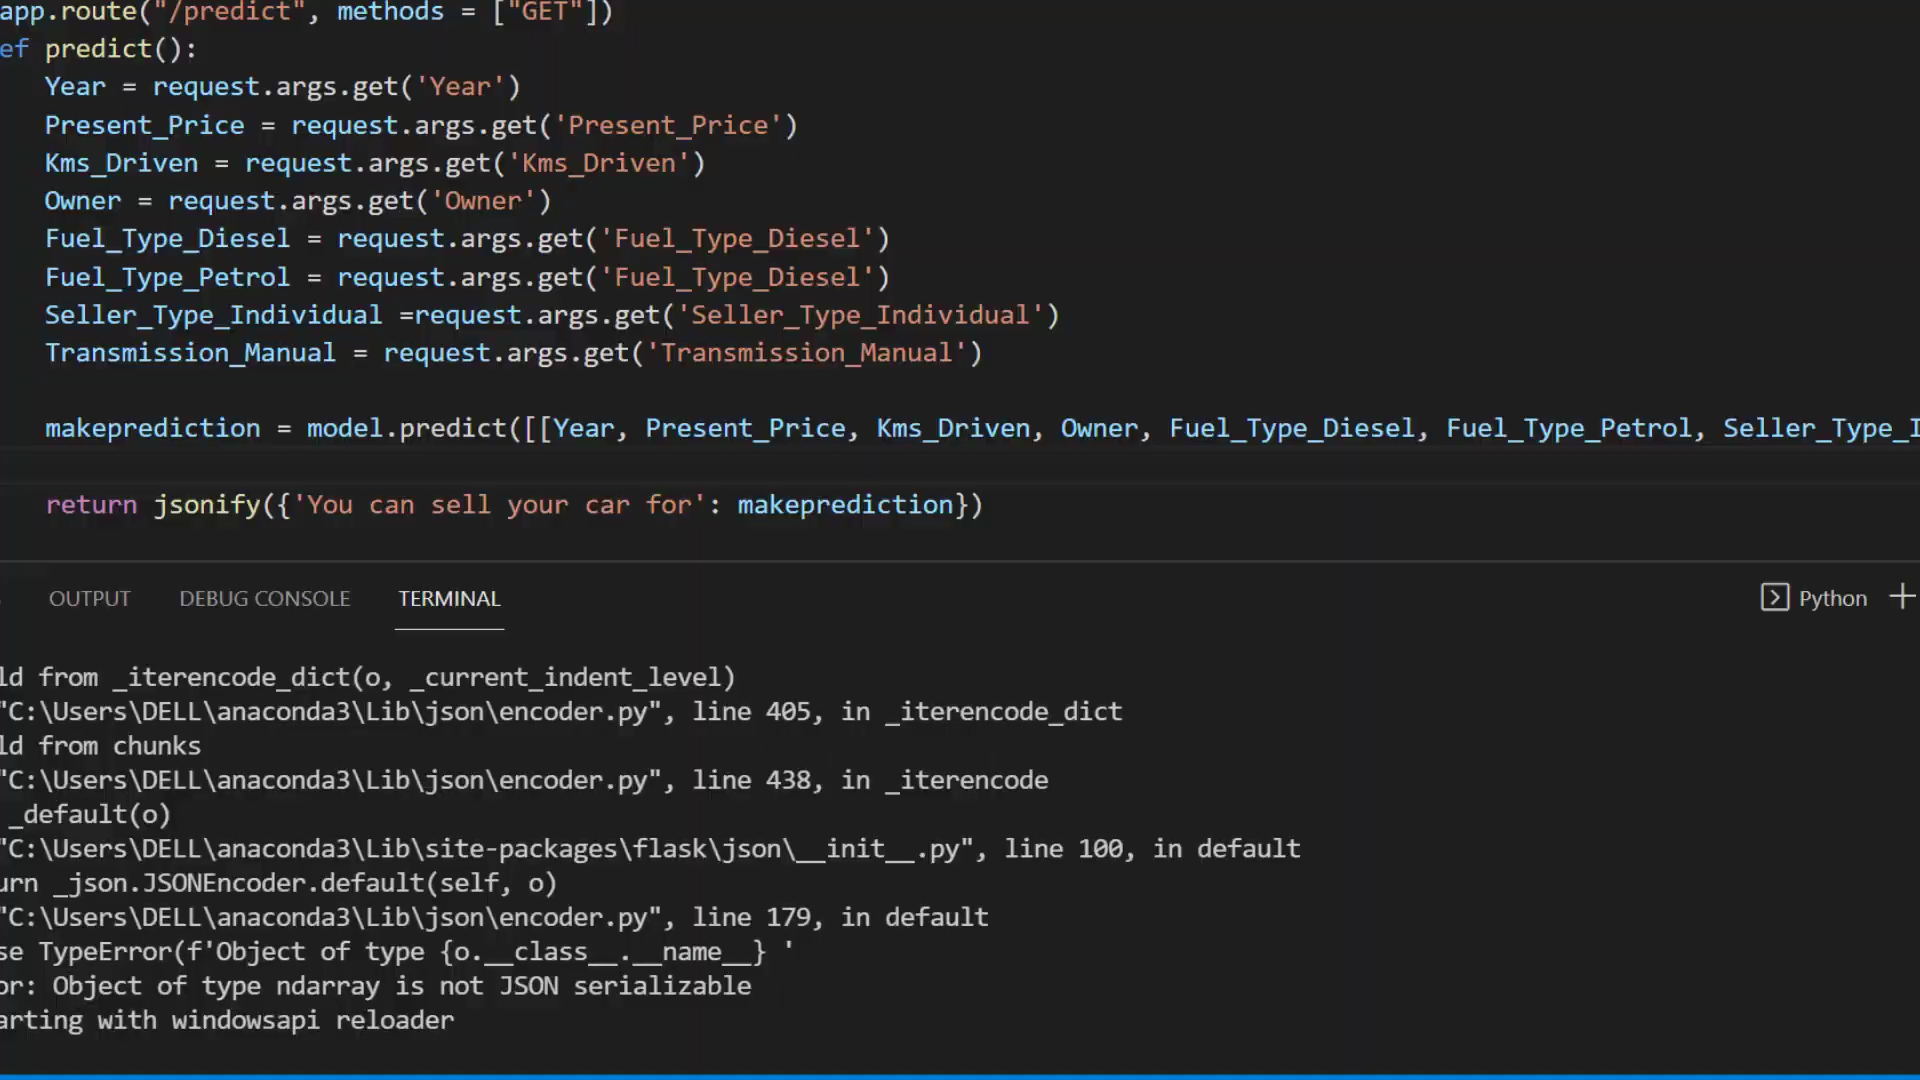 app.route("/predict", methods = ["GET"])
ef predict():
Year = request.args.get('Year')
Present_Price = request.args.get('Present_Price')
Kms_Driven = request.args.get('Kms_Driven')
Owner = request.args.get('Owner')
Fuel_Type_Diesel = request.args.get('Fuel_Type_Diesel')
Fuel_Type_Petrol = request.args.get('Fuel_Type_Diesel')
Seller_Type_Individual =request.args.get('Seller_Type_Individual')
Transmission_Manual = request.args.get('Transmission_Manual')
makeprediction = model.predict([[Year, Present_Price, Kms_Driven, Owner, Fuel_Type_Diesel, Fuel_Type_Petrol, Seller_Type_I
return jsonify({'You can sell your car for': makeprediction})
OUTPUT DEBUG CONSOLE TERMINAL Python
ld from _iterencode_dict(o, _current_indent_level)
"C:\Users\DELL\anaconda3\Lib\json\encoder.py", line 405, in _iterencode_dict
ld from chunks
"C:\Users\DELL\anaconda3\Lib\json\encoder.py", line 438, in _iterencode
_default(o)
"C:\Users\DELL\anaconda3\Lib\site-packages\flask\json\__init__.py", line 100, in default
urn _json.JSONEncoder.default(self, o)
"C:\Users\DELL\anaconda3\Lib\json\encoder.py", line 179, in default
se TypeError(f'Object of type {o.__class__.__name__} '
or: Object of type ndarray is not JSON serializable
arting with windowsapi reloader